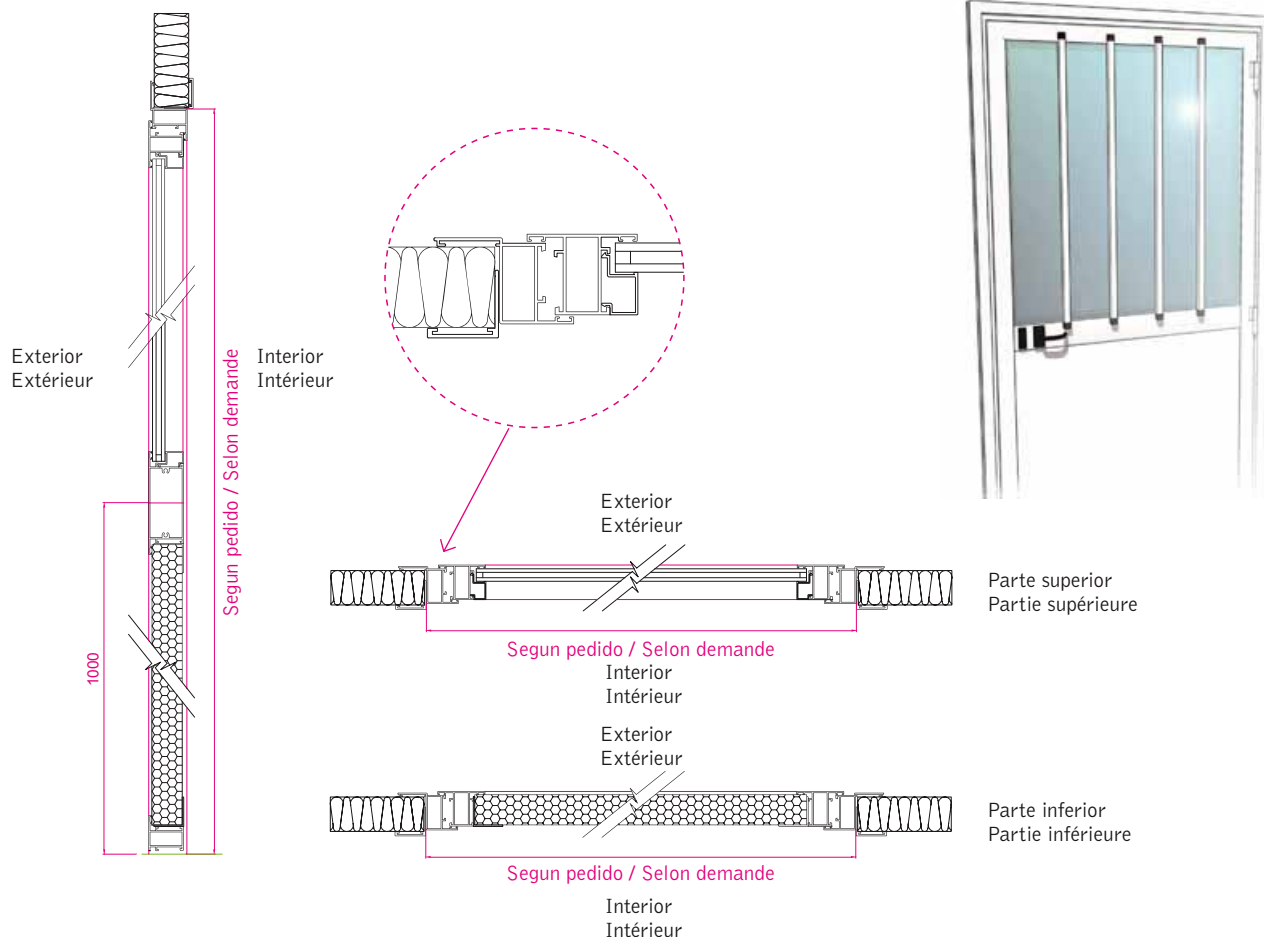 Exterior
Extérieur
Segun pedido / Selon demande
Interior
Intérieur
1000
Exterior
Extérieur
Segun pedido / Selon demande
Interior
Intérieur
Parte superior
Partie supérieure
Exterior
Extérieur
Segun pedido / Selon demande
Interior
Intérieur
Parte inferior
Partie inférieure